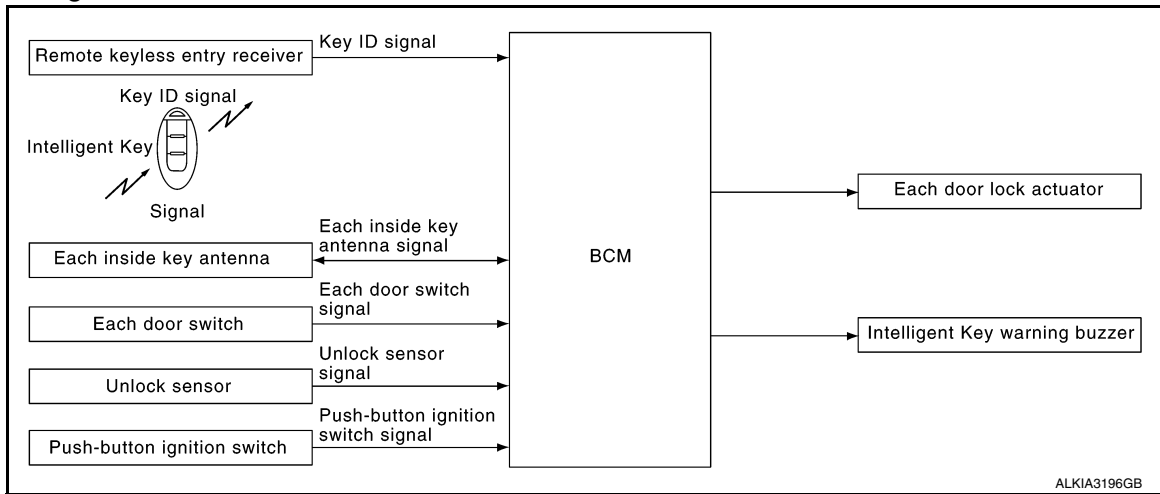 Remote keyless entry receiver
Key ID signal
Key ID signal
Intelligent Key
Signal
Each inside key
antenna signal
Each inside key antenna
Each door switch
signal
Each door switch
Unlock sensor
signal
Unlock sensor
Push-button ignition
switch signal
Push-button ignition switch
BCM
Each door lock actuator
Intelligent Key warning buzzer
ALKIA3196GB